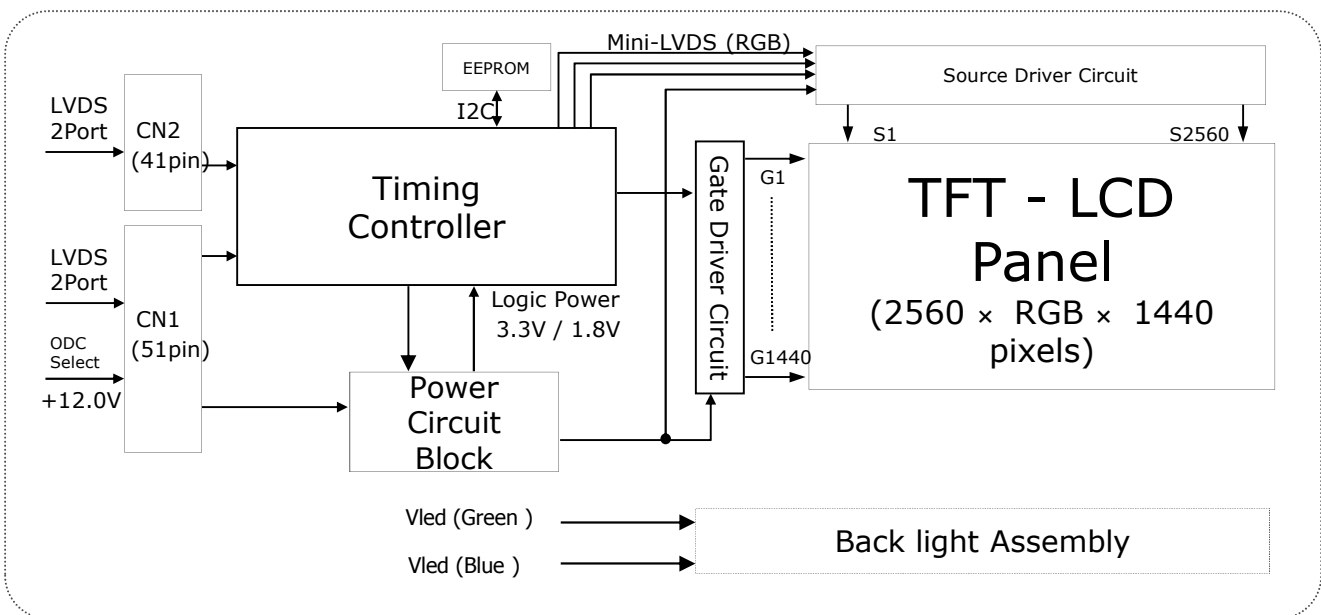 Mini-LVDS (RGB)
EEPROM
Source Driver Circuit
I2C
LVDS
2Port
CN2
(41pin)
S1
S2560
Timing
Controller
Gate Driver Circuit
G1
TFT - LCD
Panel
(2560 × RGB × 1440
pixels)
LVDS
2Port
CN1
(51pin)
Logic Power
3.3V / 1.8V
ODC
Select
+12.0V
G1440
Power
Circuit
Block
Vled (Green )
Vled (Blue )
Back light Assembly